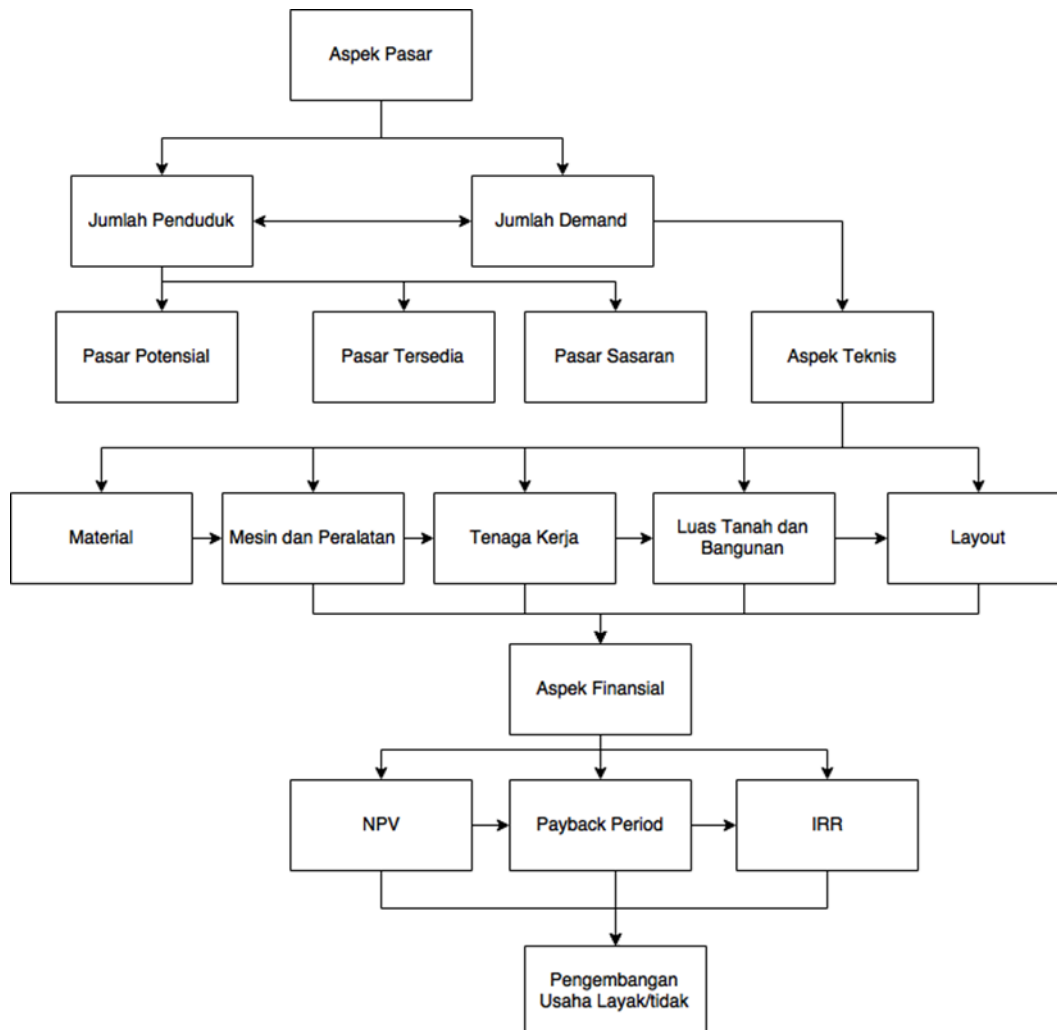 Aspek Pasar
Jumlah Penduduk
Jumlah Demand
Pasar Potensial
Pasar Tersedia
Pasar Sasaran
Aspek Teknis
Material
Mesin dan Peralatan
Tenaga Kerja
Luas Tanah dan
Bangunan
Layout
Aspek Finansial
NPV
Payback Period
IRR
Pengembangan
Usaha Layak/tidak